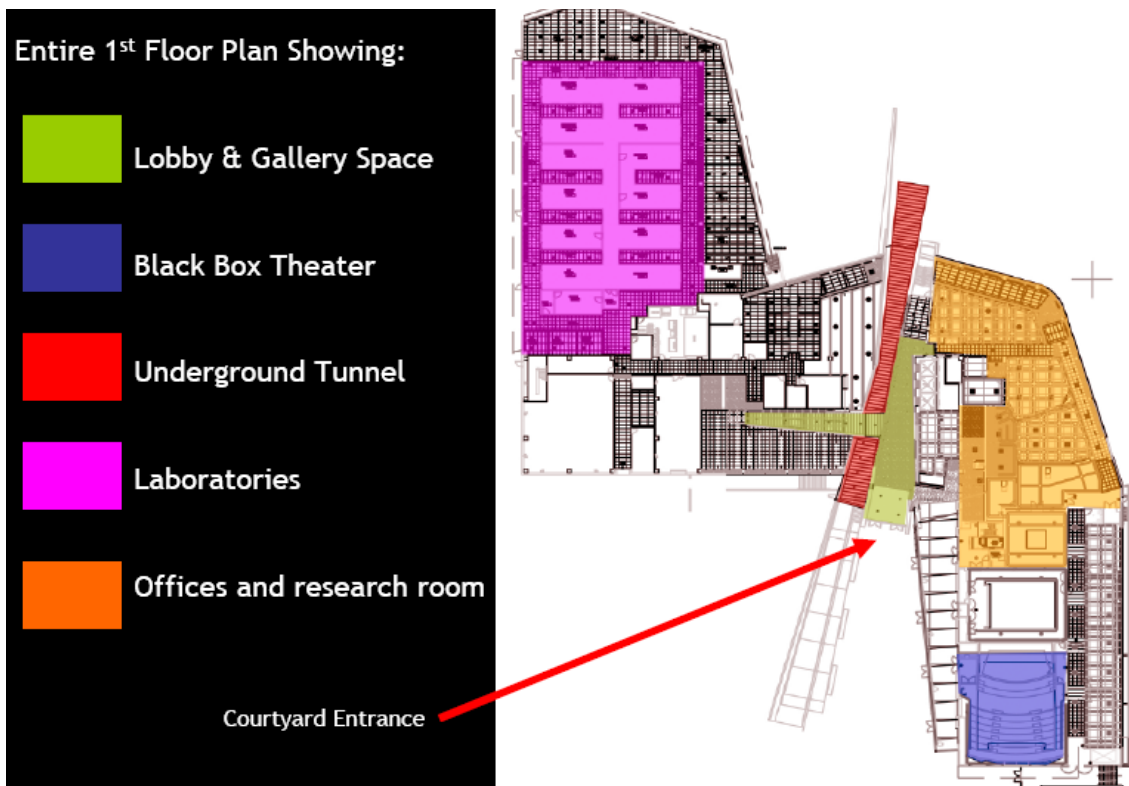 Entire 1st Floor Plan Showing:
Lobby & Gallery Space
Black Box Theater
Underground Tunnel
Laboratories
Offices and research room
Courtyard Entrance